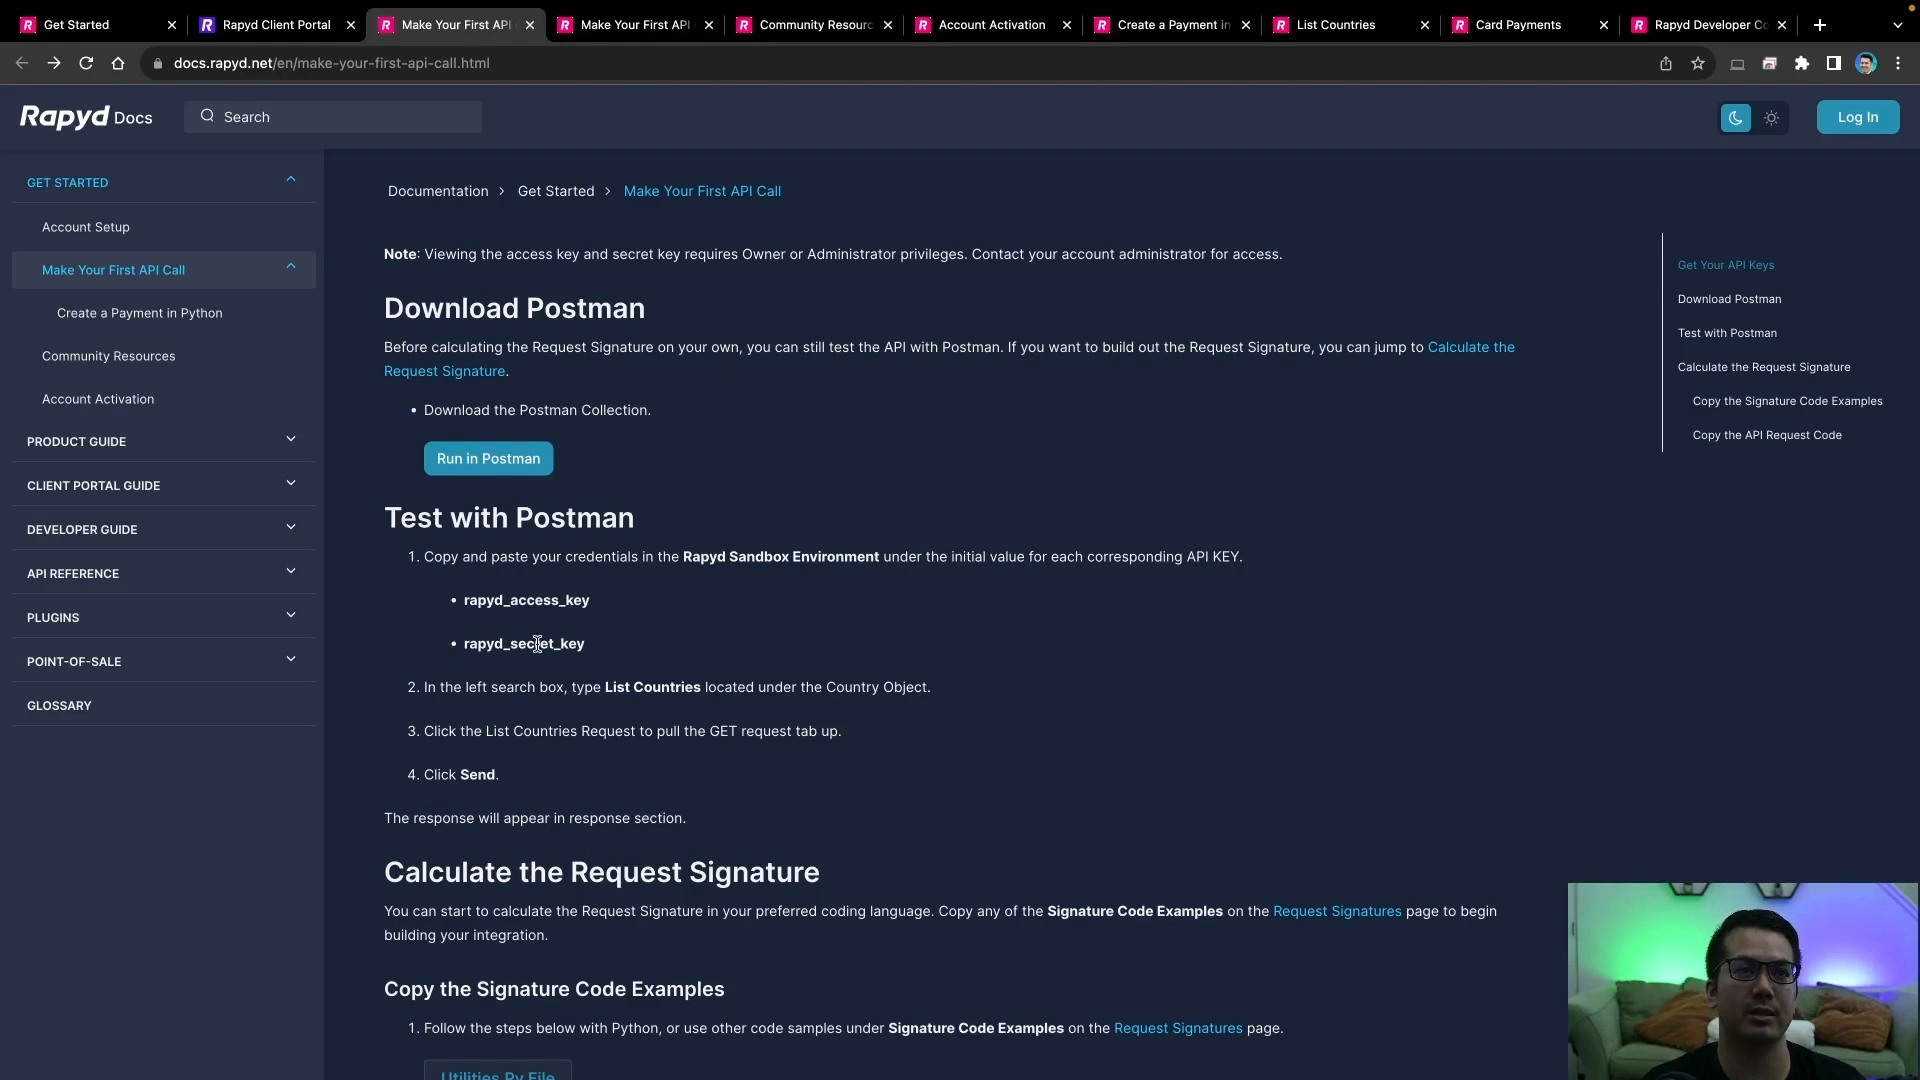 Get Started
Rapyd Client Portal
Make Your First API
Make Your First API
Community Resourc
Account Activation
Create a Payment in
List Countries
Card Payments
Rapyd Developer Co
docs.rapyd.net/en/make-your-first-api-call.html
Rapyd Docs
Search
Log In
GET STARTED
Account Setup
Make Your First API Call
Create a Payment in Python
Community Resources
Account Activation
PRODUCT GUIDE
CLIENT PORTAL GUIDE
DEVELOPER GUIDE
API REFERENCE
PLUGINS
POINT-OF-SALE
GLOSSARY
Documentation > Get Started > Make Your First API Call
Note: Viewing the access key and secret key requires Owner or Administrator privileges. Contact your account administrator for access.
Download Postman
Before calculating the Request Signature on your own, you can still test the API with Postman. If you want to build out the Request Signature, you can jump to Calculate the
Request Signature.
• Download the Postman Collection.
Run in Postman
Test with Postman
1. Copy and paste your credentials in the Rapyd Sandbox Environment under the initial value for each corresponding API KEY.
• rapyd_access_key
• rapyd_secret_key
2. In the left search box, type List Countries located under the Country Object.
3. Click the List Countries Request to pull the GET request tab up.
4. Click Send.
The response will appear in response section.
Calculate the Request Signature
You can start to calculate the Request Signature in your preferred coding language. Copy any of the Signature Code Examples on the Request Signatures page to begin
building your integration.
Copy the Signature Code Examples
1. Follow the steps below with Python, or use other code samples under Signature Code Examples on the Request Signatures page.
Utilities Py File
Get Your API Keys
Download Postman
Test with Postman
Calculate the Request Signature
Copy the Signature Code Examples
Copy the API Request Code